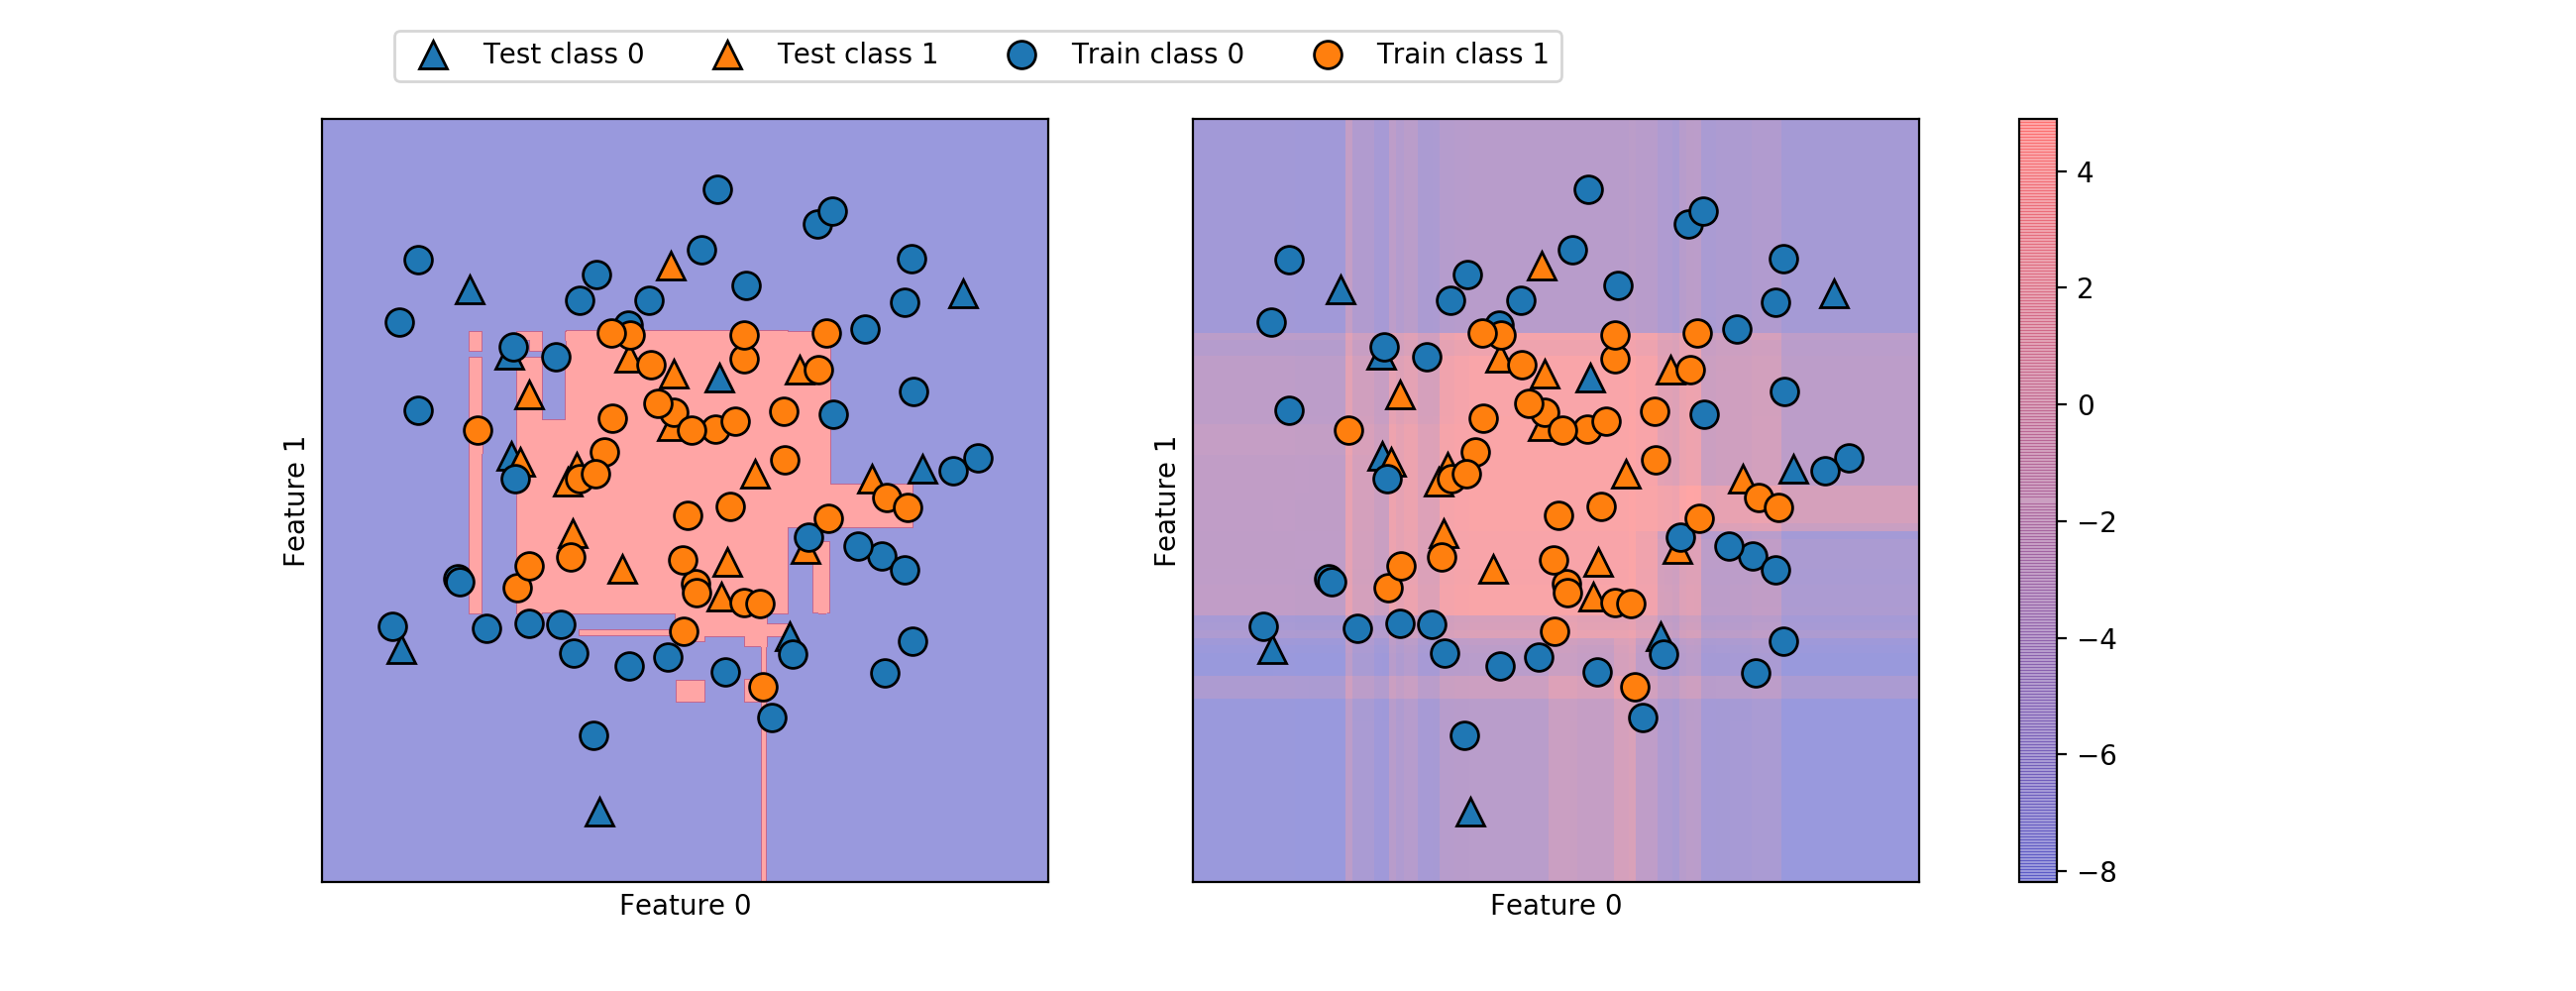 Test class 0
Test class 1
Train class 0
Train class 1
Feature 1
Feature 0
Feature 1
Feature 0
4
2
0
−2
−4
−6
−8